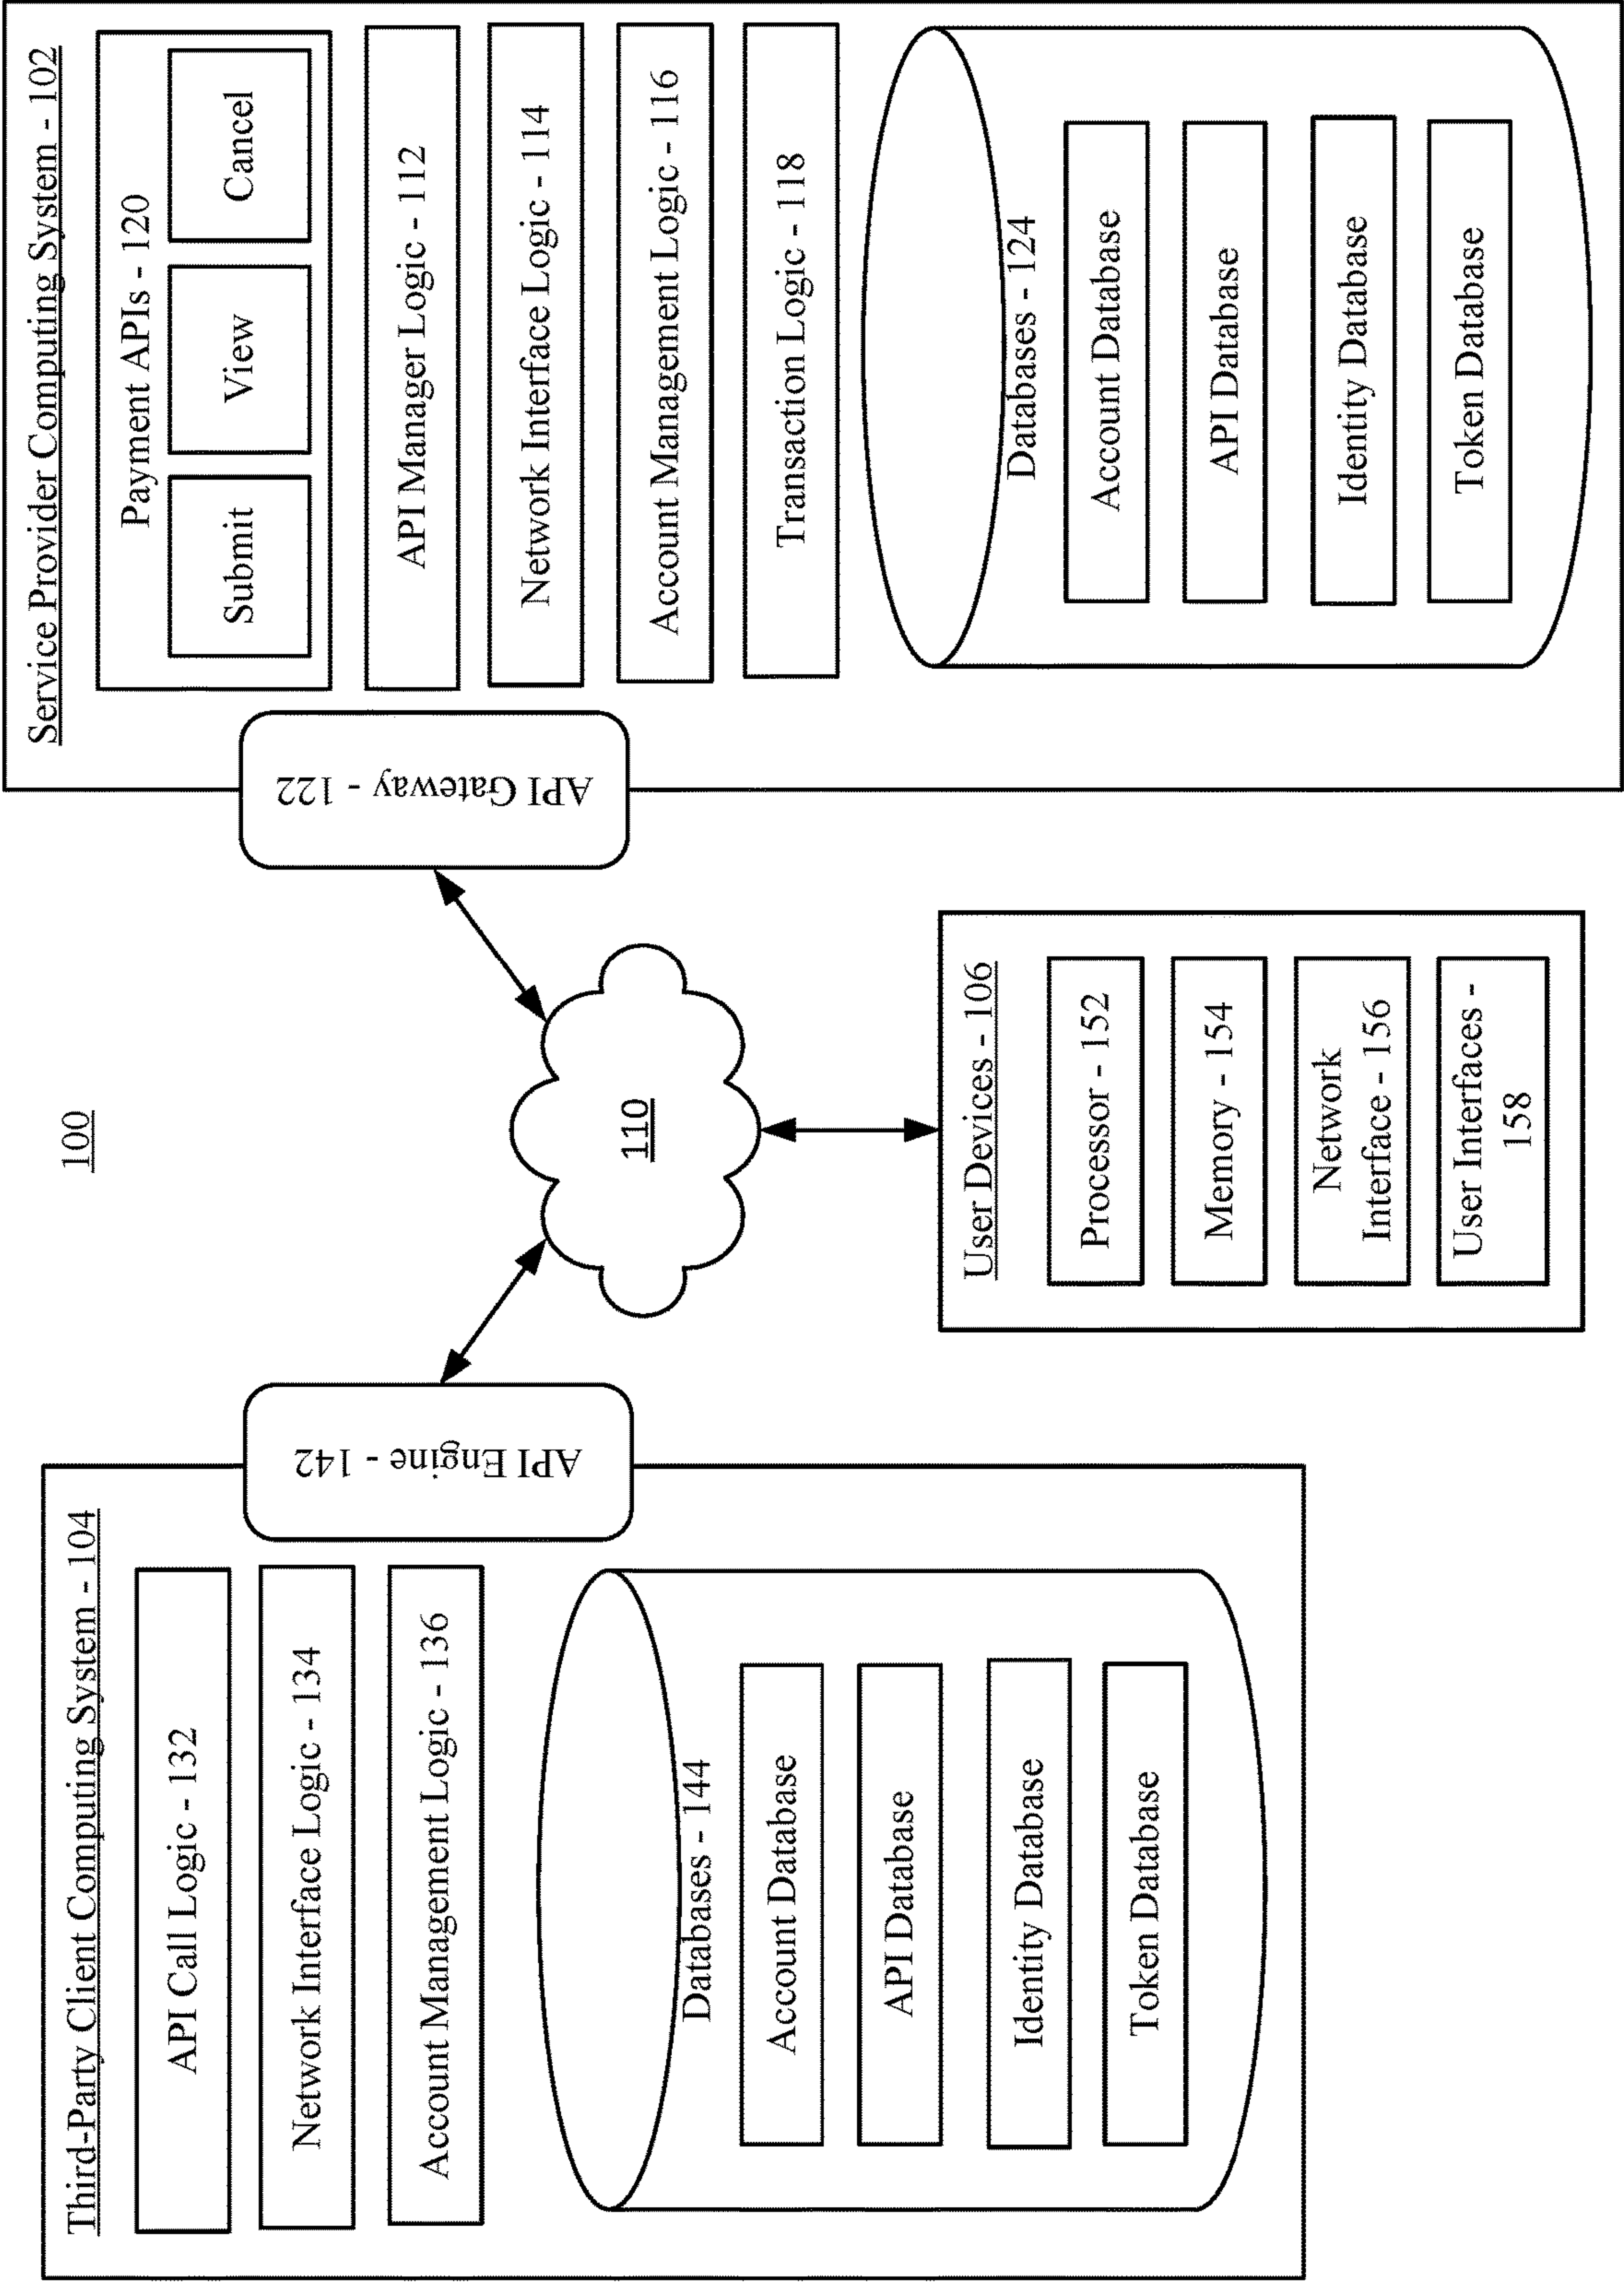 100
Third-Party Client Computing System - 104
API Call Logic - 132
Network Interface Logic - 134
Account Management Logic - 136
Databases - 144
Account Database
API Database
Identity Database
Token Database
API Engine - 142
110
User Devices - 106
Processor - 152
Memory - 154
Network
Interface - 156
User Interfaces -
158
API Gateway - 122
Service Provider Computing System - 102
Payment APIs - 120
Submit
View
Cancel
API Manager Logic - 112
Network Interface Logic - 114
Account Management Logic - 116
Transaction Logic - 118
Databases - 124
Account Database
API Database
Identity Database
Token Database